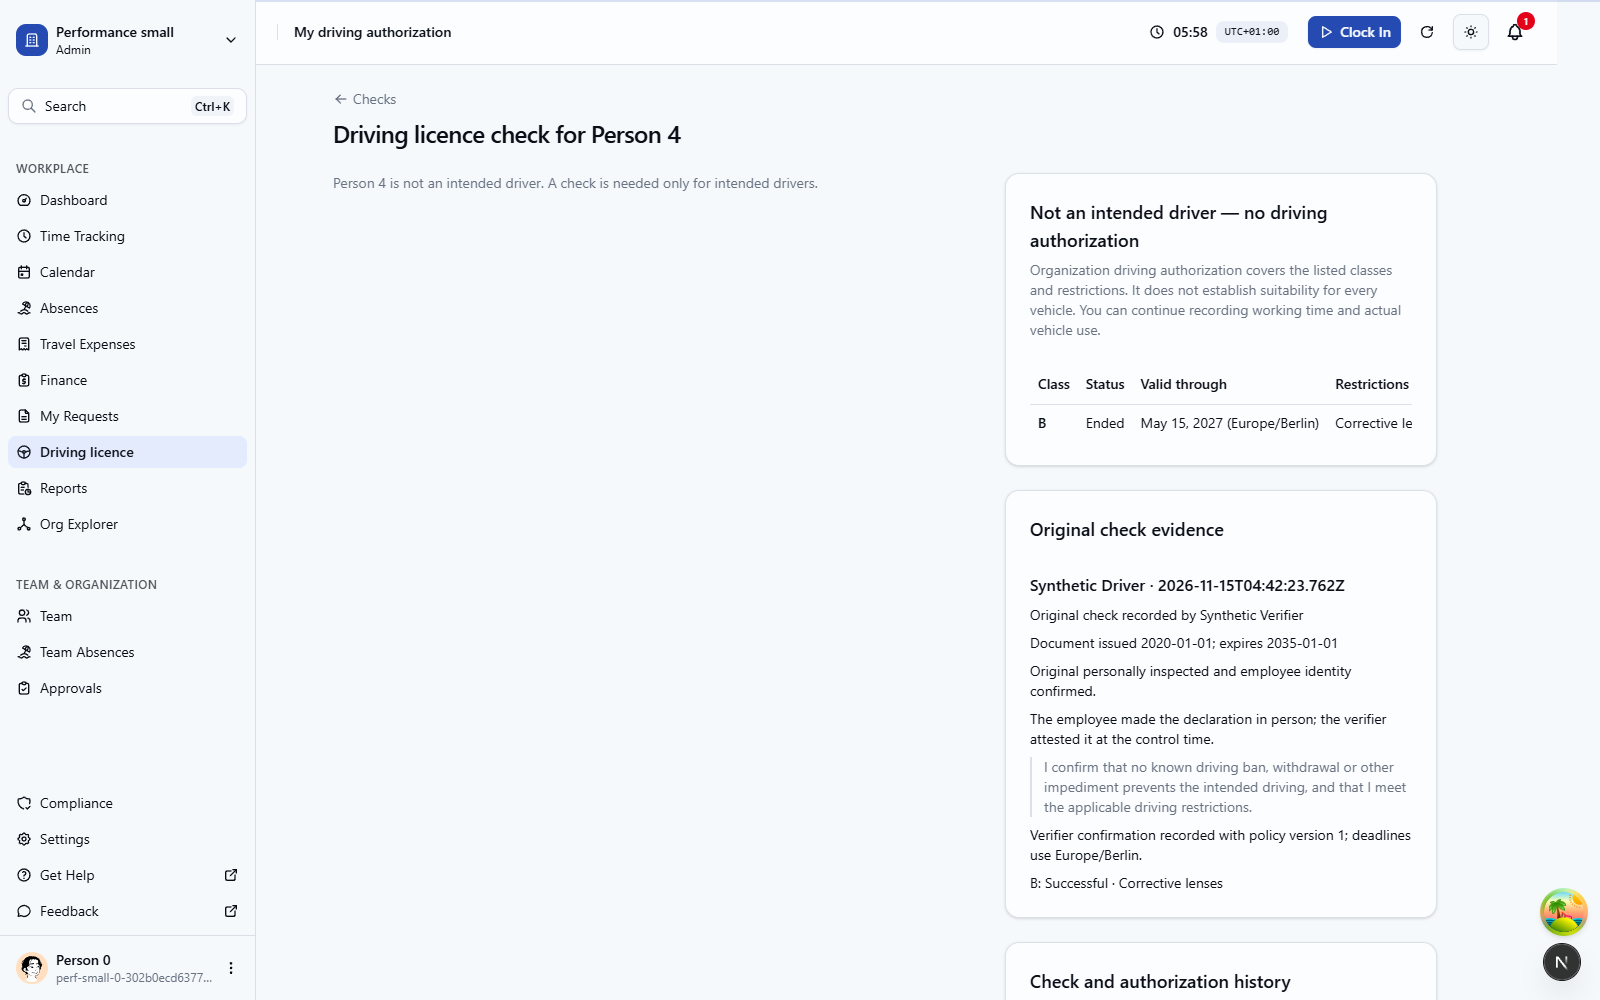 Performance small
Admin
Search
Ctrl+K
WORKPLACE
Dashboard
Time Tracking
Calendar
Absences
Travel Expenses
Finance
My Requests
Driving licence
Reports
Org Explorer
TEAM & ORGANIZATION
Team
Team Absences
Approvals
Compliance
Settings
Get Help
Feedback
Person 0
perf-small-0-302b0ecd6377...
My driving authorization
05:58
UTC+01:00
Clock In
1
Checks
Driving licence check for Person 4
Person 4 is not an intended driver. A check is needed only for intended drivers.
Not an intended driver — no driving
authorization
Organization driving authorization covers the listed classes
and restrictions. It does not establish suitability for every
vehicle. You can continue recording working time and actual
vehicle use.
Class Status Valid through Restrictions
B Ended May 15, 2027 (Europe/Berlin) Corrective le
Original check evidence
Synthetic Driver · 2026-11-15T04:42:23.762Z
Original check recorded by Synthetic Verifier
Document issued 2020-01-01; expires 2035-01-01
Original personally inspected and employee identity
confirmed.
The employee made the declaration in person; the verifier
attested it at the control time.
I confirm that no known driving ban, withdrawal or other
impediment prevents the intended driving, and that I meet
the applicable driving restrictions.
Verifier confirmation recorded with policy version 1; deadlines
use Europe/Berlin.
B: Successful · Corrective lenses
Check and authorization history
N